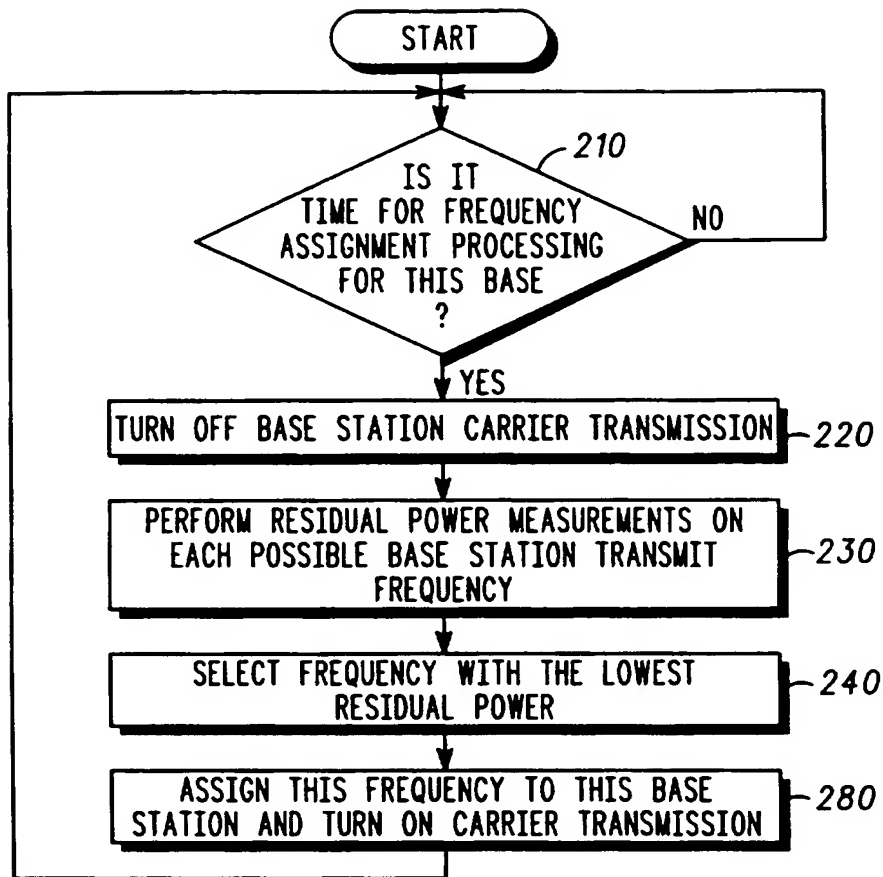 START
210
IS IT
TIME FOR FREQUENCY
ASSIGNMENT PROCESSING
FOR THIS BASE
?
NO
YES
TURN OFF BASE STATION CARRIER TRANSMISSION
220
PERFORM RESIDUAL POWER MEASUREMENTS ON
EACH POSSIBLE BASE STATION TRANSMIT
FREQUENCY
230
SELECT FREQUENCY WITH THE LOWEST
RESIDUAL POWER
240
ASSIGN THIS FREQUENCY TO THIS BASE
STATION AND TURN ON CARRIER TRANSMISSION
280